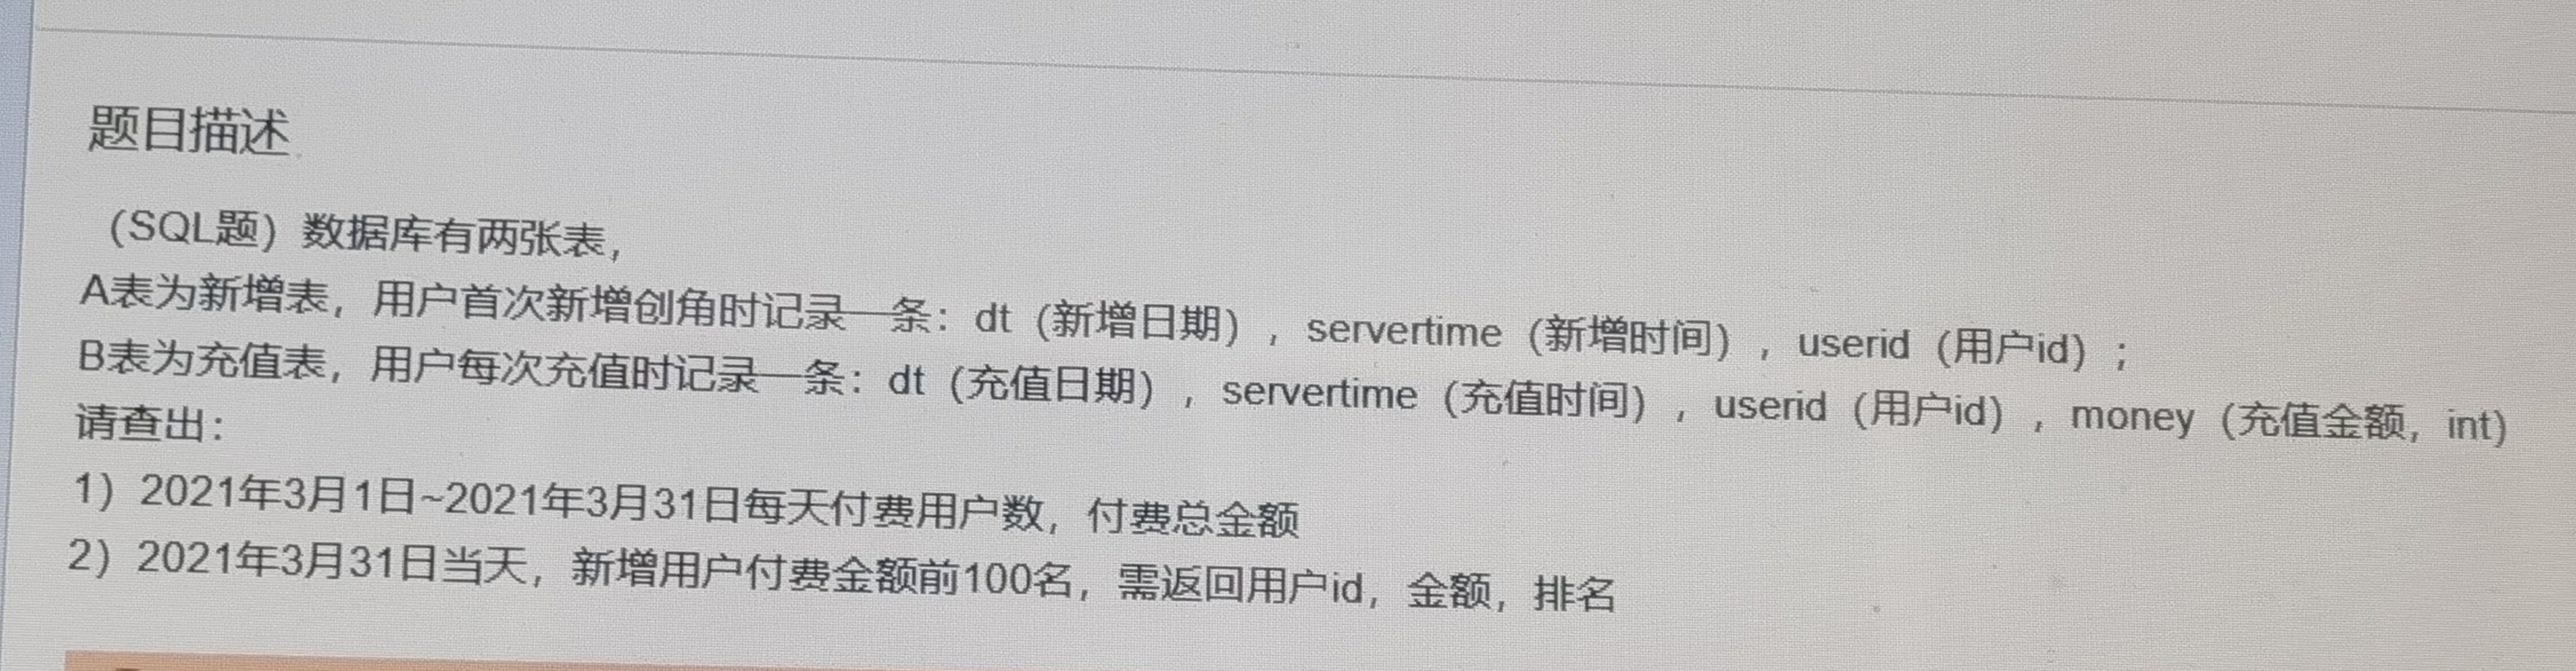 题目描述
（SQL题）数据库有两张表，
A表为新增表，用户首次新增创角时记录一条：dt（新增日期），servertime（新增时间），userid（用户id）；
B表为充值表，用户每次充值时记录一条：dt（充值日期），servertime（充值时间），userid（用户id），money（充值金额，int）
请查出：
1）2021年3月1日~2021年3月31日每天付费用户数，付费总金额
2）2021年3月31日当天，新增用户付费金额前100名，需返回用户id，金额，排名